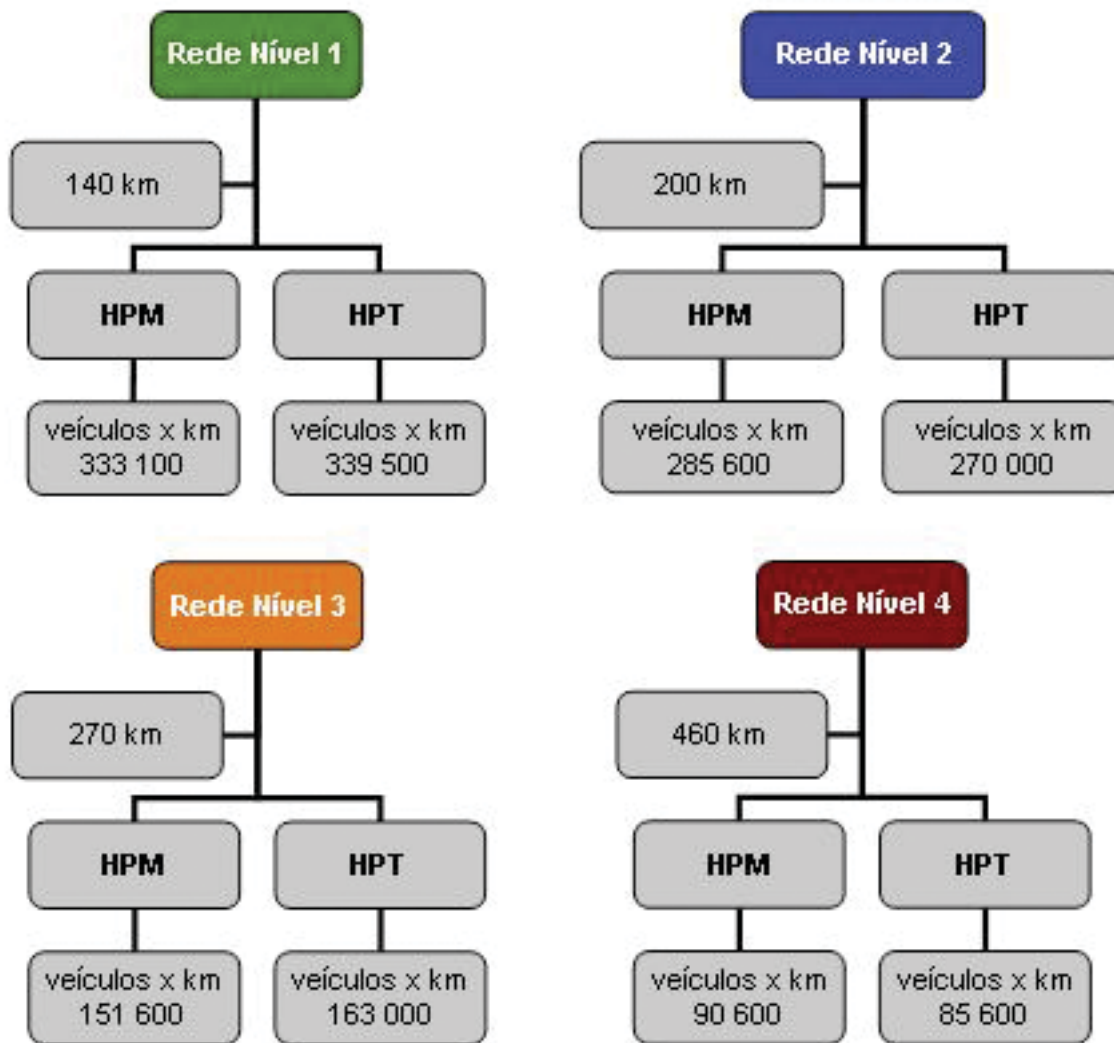 Rede Nível 1
140 km
HPM
HPT
veículos x km
333 100
veículos x km
339 500
Rede Nível 2
200 km
HPM
HPT
veículos x km
285 600
veículos x km
270 000
Rede Nível 3
270 km
HPM
HPT
veículos x km
151 600
veículos x km
163 000
Rede Nível 4
460 km
HPM
HPT
veículos x km
90 600
veículos x km
85 600